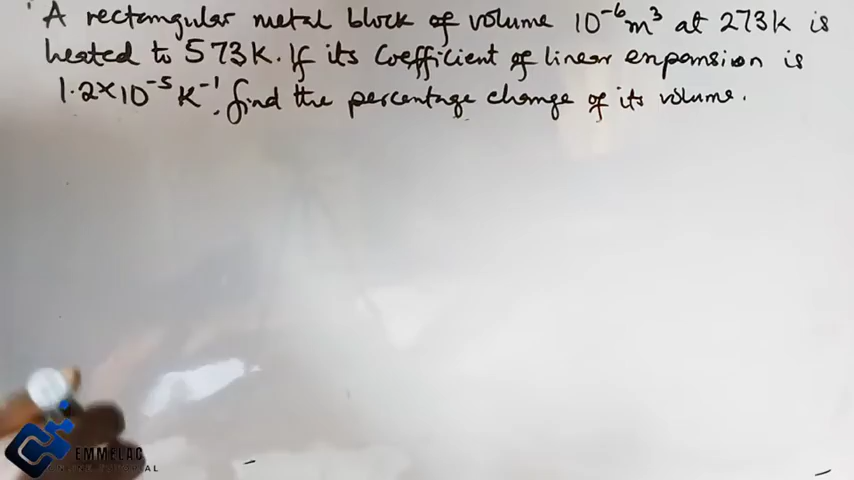 A rectangular metal block of volume 10⁻⁶m³ at 273K is
heated to 573K. If its Coefficient of linear expansion is
1.2×10⁻⁵ K⁻¹, find the percentage change of its volume.
EMMELAC